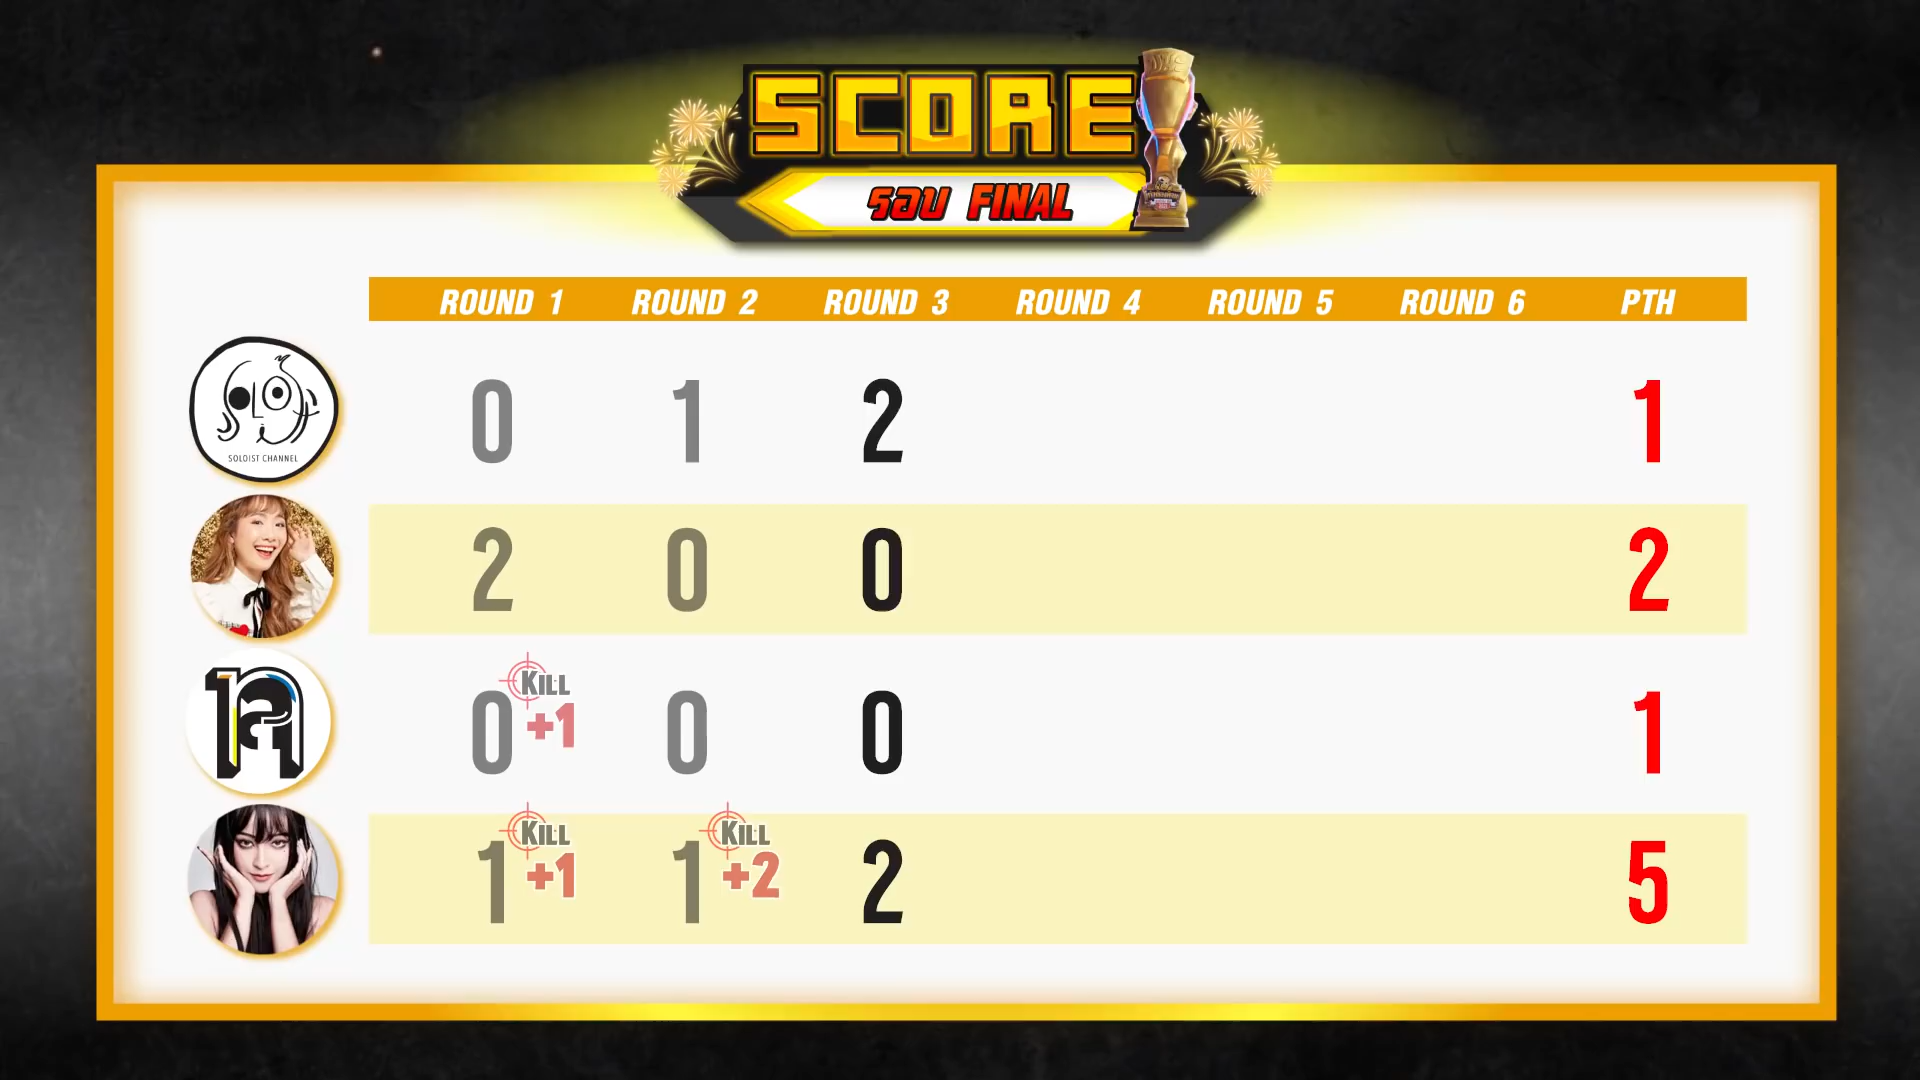 SCORE
รอบ FINAL
ROUND 1 ROUND 2 ROUND 3 ROUND 4 ROUND 5 ROUND 6 PTH
0 1 2 1
SOLOIST CHANNEL
2 0 0 2
KILL
0 +1 0 0 1
KILL KILL
1 +1 1 +2 2 5